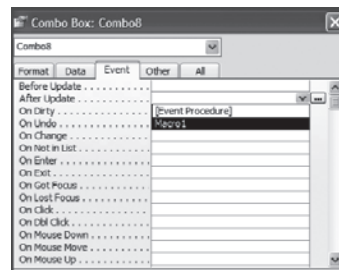 Combo Box: Combo8
Combo8
Format Data Event Other All
Before Update
After Update
On Dirty [Event Procedure]
On Undo Macro1
On Change
On Not in List
On Enter
On Exit
On Got Focus
On Lost Focus
On Click
On Dbl Click
On Mouse Down
On Mouse Move
On Mouse Up